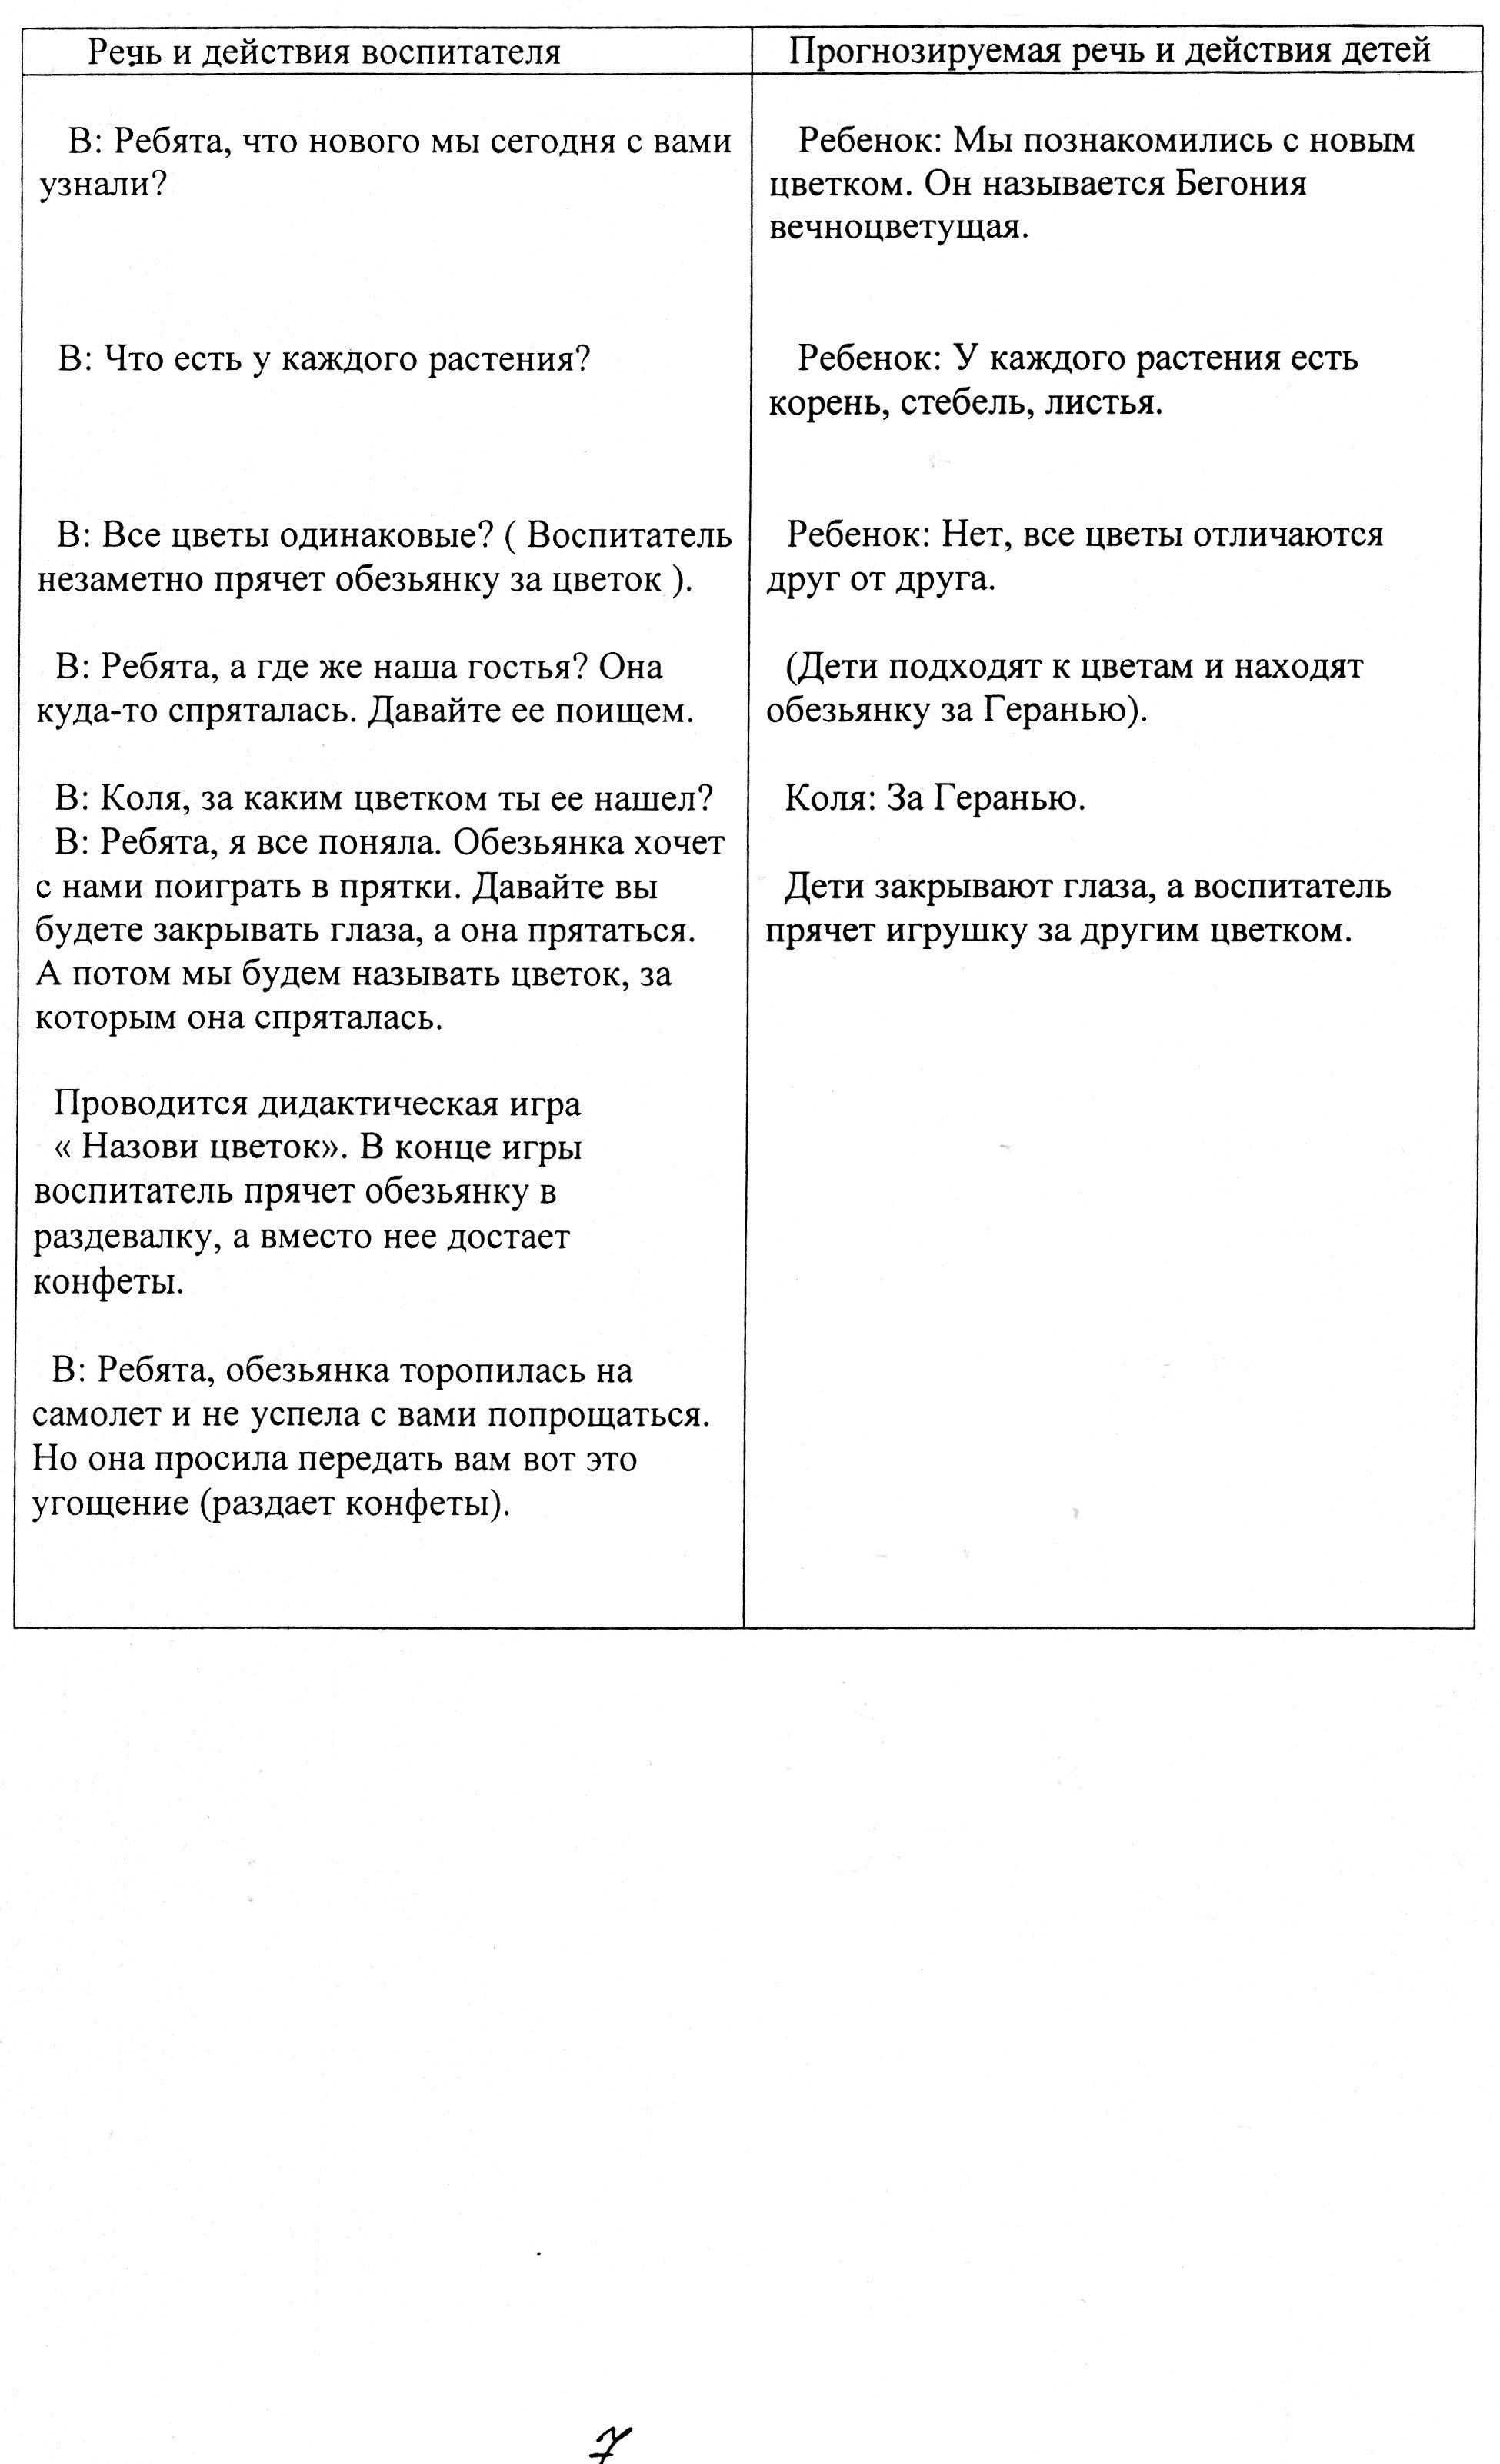 Речь и действия воспитателя
Прогнозируемая речь и действия детей
В: Ребята, что нового мы сегодня с вами
узнали?
Ребенок: Мы познакомились с новым
цветком. Он называется Бегония
вечноцветущая.
В: Что есть у каждого растения?
Ребенок: У каждого растения есть
корень, стебель, листья.
В: Все цветы одинаковые? ( Воспитатель
незаметно прячет обезьянку за цветок ).
Ребенок: Нет, все цветы отличаются
друг от друга.
В: Ребята, а где же наша гостья? Она
куда-то спряталась. Давайте ее поищем.
(Дети подходят к цветам и находят
обезьянку за Геранью).
В: Коля, за каким цветком ты ее нашел?
Коля: За Геранью.
В: Ребята, я все поняла. Обезьянка хочет
с нами поиграть в прятки. Давайте вы
будете закрывать глаза, а она прятаться.
А потом мы будем называть цветок, за
которым она спряталась.
Дети закрывают глаза, а воспитатель
прячет игрушку за другим цветком.
Проводится дидактическая игра
« Назови цветок». В конце игры
воспитатель прячет обезьянку в
раздевалку, а вместо нее достает
конфеты.
В: Ребята, обезьянка торопилась на
самолет и не успела с вами попрощаться.
Но она просила передать вам вот это
угощение (раздает конфеты).
7